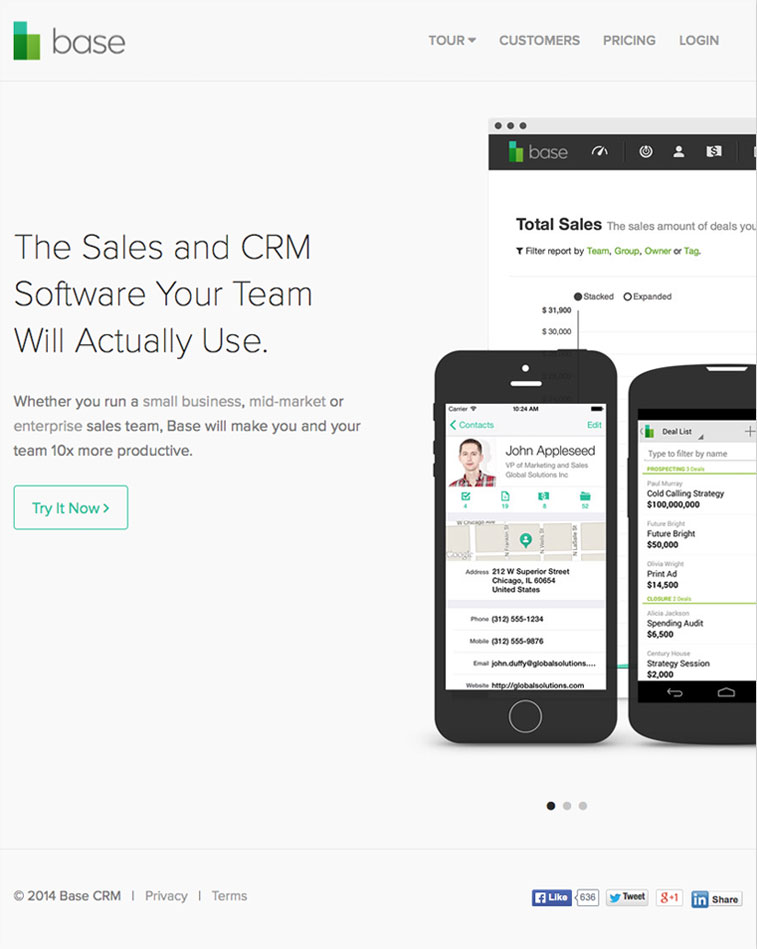 base
TOUR CUSTOMERS PRICING LOGIN
The Sales and CRM
Software Your Team
Will Actually Use.
Whether you run a small business, mid-market or
enterprise sales team, Base will make you and your
team 10x more productive.
Try It Now >
base
Total Sales The sales amount of deals you
Filter report by Team, Group, Owner or Tag.
Stacked Expanded
$ 31,900
$ 30,000
Carrier 10:24 AM
Contacts Edit
John Appleseed
VP of Marketing and Sales
Global Solutions Inc
4 19 8 52
W Chicago Ave
N Franklin St
N Wells St
N LaSalle St
Google
Address 212 W Superior Street
Chicago, IL 60654
United States
Phone (312) 555-1234
Mobile (312) 555-9876
Email john.duffy@globalsolutions....
Website http://globalsolutions.com
Deal List
Type to filter by name
PROSPECTING 3 Deals
Paul Murray
Cold Calling Strategy
$100,000,000
Future Bright
Future Bright
$50,000
Olivia Wright
Print Ad
$14,500
CLOSURE 2 Deals
Alicia Jackson
Spending Audit
$6,500
Century House
Strategy Session
$2,000
© 2014 Base CRM | Privacy | Terms
Like 636 Tweet g+1 in Share